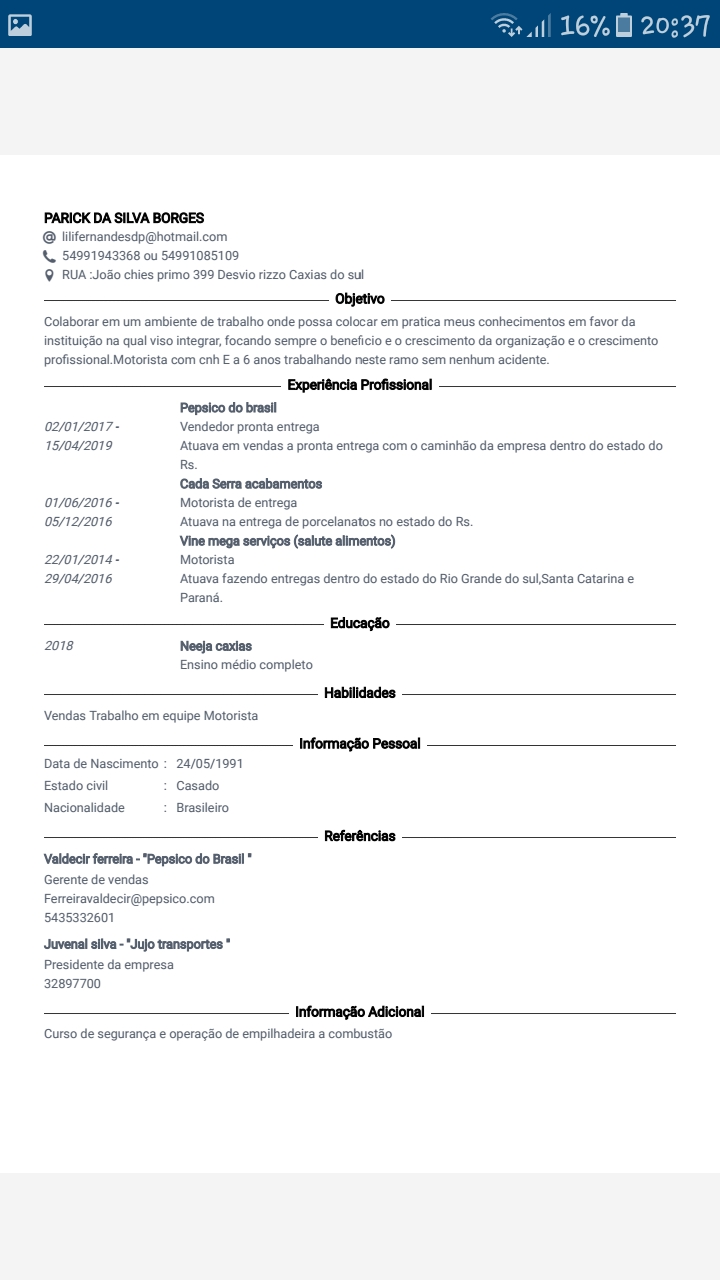 16% 20:37
PARICK DA SILVA BORGES
lilifernandesdp@hotmail.com
54991943368 ou 54991085109
RUA :João chies primo 399 Desvio rizzo Caxias do sul
Objetivo
Colaborar em um ambiente de trabalho onde possa colocar em pratica meus conhecimentos em favor da
instituição na qual viso integrar, focando sempre o beneficio e o crescimento da organização e o crescimento
profissional.Motorista com cnh E a 6 anos trabalhando neste ramo sem nenhum acidente.
Experiência Profissional
Pepsico do brasil
02/01/2017 - Vendedor pronta entrega
15/04/2019 Atuava em vendas a pronta entrega com o caminhão da empresa dentro do estado do
Rs.
Cada Serra acabamentos
01/06/2016 - Motorista de entrega
05/12/2016 Atuava na entrega de porcelanatos no estado do Rs.
Vine mega serviços (salute alimentos)
22/01/2014 - Motorista
29/04/2016 Atuava fazendo entregas dentro do estado do Rio Grande do sul,Santa Catarina e
Paraná.
Educação
2018 Neeja caxias
Ensino médio completo
Habilidades
Vendas Trabalho em equipe Motorista
Informação Pessoal
Data de Nascimento : 24/05/1991
Estado civil : Casado
Nacionalidade : Brasileiro
Referências
Valdecir ferreira - "Pepsico do Brasil "
Gerente de vendas
Ferreiravaldecir@pepsico.com
5435332601
Juvenal silva - "Jujo transportes "
Presidente da empresa
32897700
Informação Adicional
Curso de segurança e operação de empilhadeira a combustão